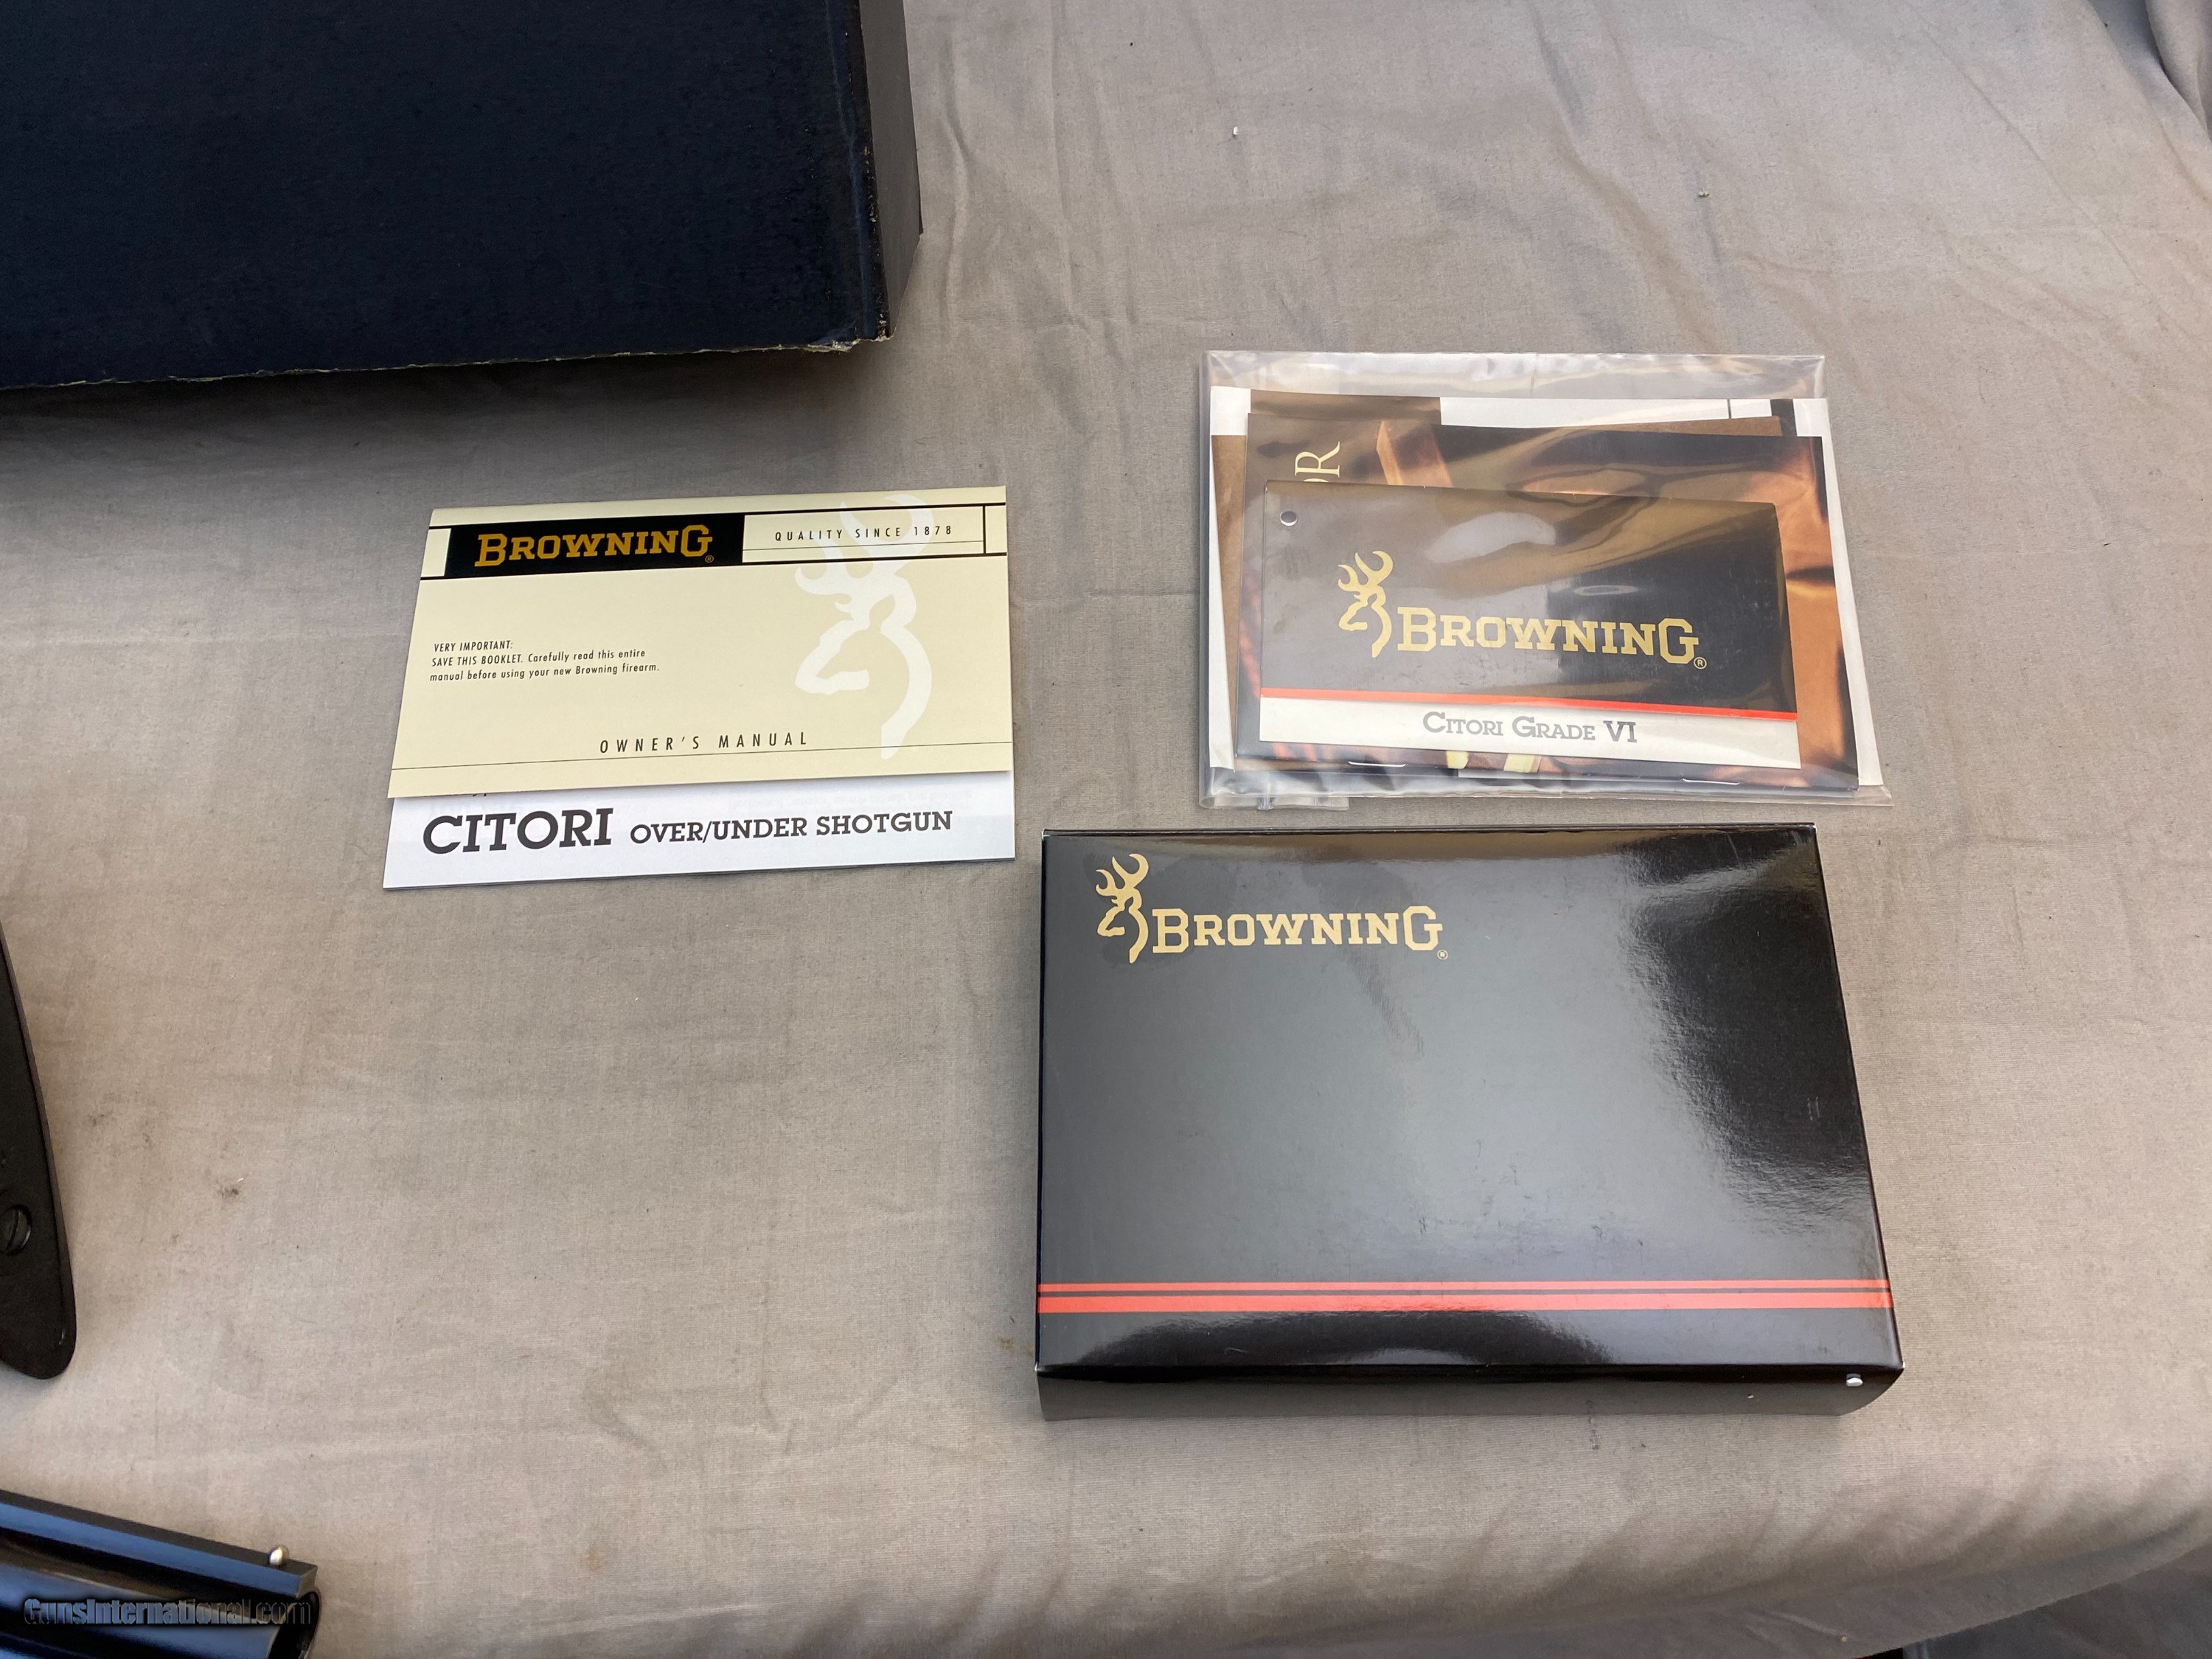 BROWNING®
QUALITY SINCE 1878
VERY IMPORTANT:
SAVE THIS BOOKLET. Carefully read this entire
manual before using your new Browning firearm.
OWNER'S MANUAL
CITORI OVER/UNDER SHOTGUN
OR
BROWNING®
CITORI GRADE VI
BROWNING®
GunsInternational.com